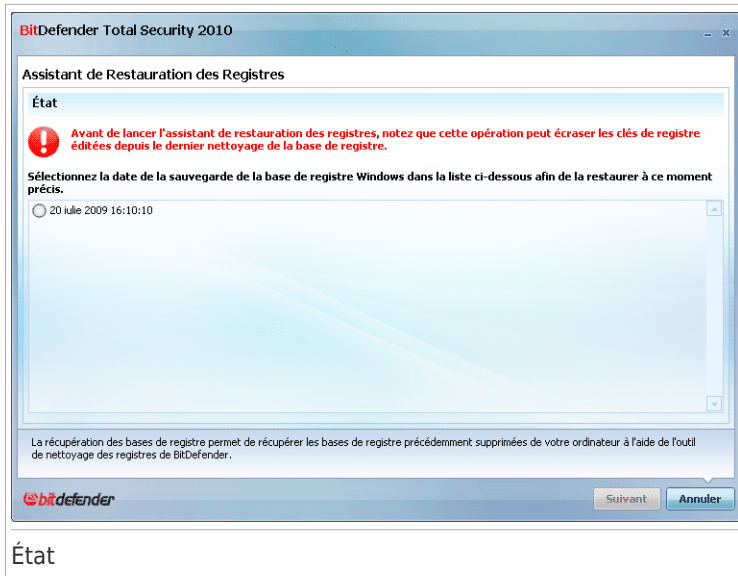 BitDefender Total Security 2010
Assistant de Restauration des Registres
État
Avant de lancer l'assistant de restauration des registres, notez que cette opération peut écraser les clés de registre
éditées depuis le dernier nettoyage de la base de registre.
Sélectionnez la date de la sauvegarde de la base de registre Windows dans la liste ci-dessous afin de la restaurer à ce moment
précis.
20 iulie 2009 16:10:10
La récupération des bases de registre permet de récupérer les bases de registre précédemment supprimées de votre ordinateur à l'aide de l'outil
de nettoyage des registres de BitDefender.
bitdefender
Suivant Annuler
État